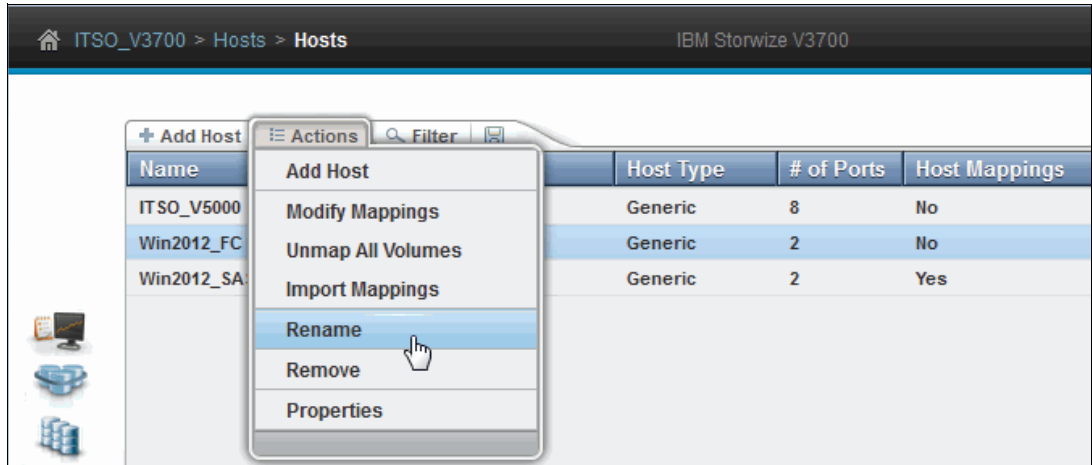 ITSO_V3700 > Hosts > Hosts IBM Storwize V3700
Add Host Actions Filter
Name Host Type # of Ports Host Mappings
Add Host
ITSO_V5000 Generic 8 No
Modify Mappings
Win2012_FC Generic 2 No
Unmap All Volumes
Win2012_SA Generic 2 Yes
Import Mappings
Rename
Remove
Properties